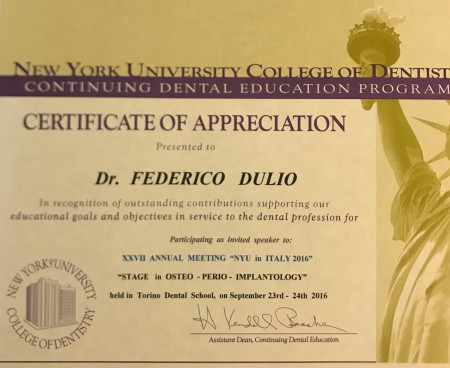 NEW YORK UNIVERSITY COLLEGE OF DENTIST
CONTINUING DENTAL EDUCATION PROGRAM
CERTIFICATE OF APPRECIATION
Presented to
Dr. FEDERICO DULIO
In recognition of outstanding contributions supporting our
educational goals and objectives in service to the dental profession for
Participating as invited speaker to:
XXVII ANNUAL MEETING "NYU in ITALY 2016"
"STAGE in OSTEO - PERIO - IMPLANTOLOGY"
held in Torino Dental School, on September 23rd - 24th 2016
H. Kendall Beacham
Assistant Dean, Continuing Dental Education
NEW YORK UNIVERSITY
COLLEGE OF DENTISTRY